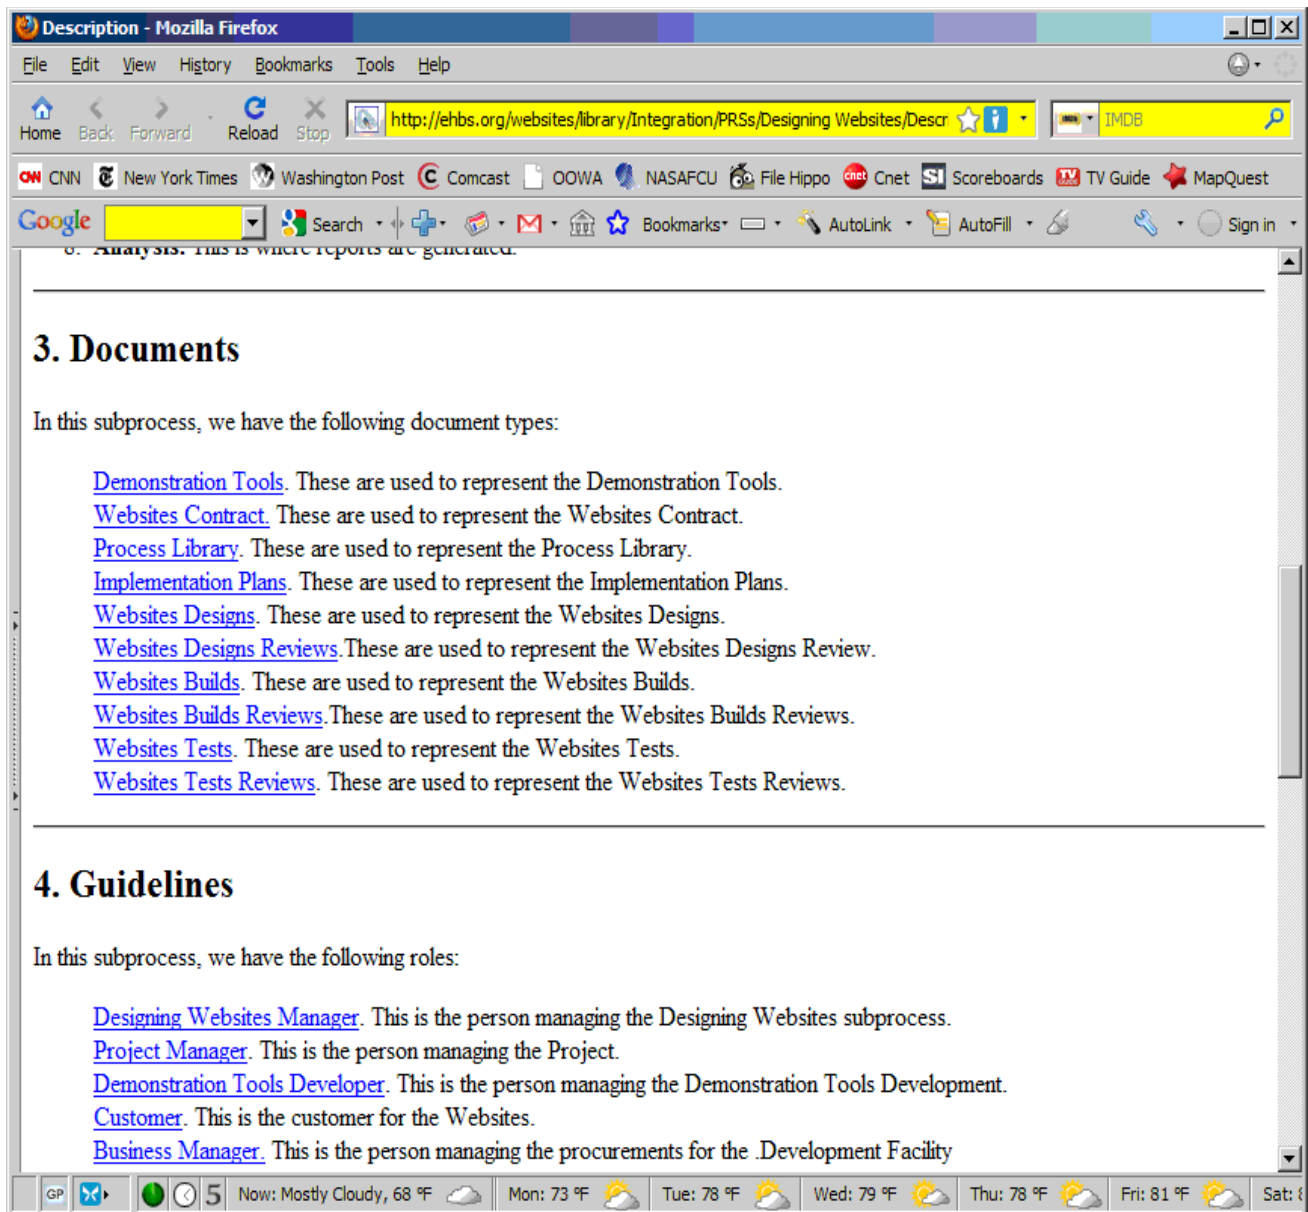 Description - Mozilla Firefox
File Edit View History Bookmarks Tools Help
Home Back Forward Reload Stop http://ehbs.org/websites/library/Integration/PRSs/Designing Websites/Descr IMDB
CNN New York Times Washington Post Comcast OOWA NASAFCU File Hippo Cnet Scoreboards TV Guide MapQuest
Google Search Bookmarks AutoLink AutoFill Sign in
8. Analysis. This is where reports are generated.
3. Documents
In this subprocess, we have the following document types:
Demonstration Tools. These are used to represent the Demonstration Tools.
Websites Contract. These are used to represent the Websites Contract.
Process Library. These are used to represent the Process Library.
Implementation Plans. These are used to represent the Implementation Plans.
Websites Designs. These are used to represent the Websites Designs.
Websites Designs Reviews.These are used to represent the Websites Designs Review.
Websites Builds. These are used to represent the Websites Builds.
Websites Builds Reviews.These are used to represent the Websites Builds Reviews.
Websites Tests. These are used to represent the Websites Tests.
Websites Tests Reviews. These are used to represent the Websites Tests Reviews.
4. Guidelines
In this subprocess, we have the following roles:
Designing Websites Manager. This is the person managing the Designing Websites subprocess.
Project Manager. This is the person managing the Project.
Demonstration Tools Developer. This is the person managing the Demonstration Tools Development.
Customer. This is the customer for the Websites.
Business Manager. This is the person managing the procurements for the .Development Facility
GP 5 Now: Mostly Cloudy, 68 °F Mon: 73 °F Tue: 78 °F Wed: 79 °F Thu: 78 °F Fri: 81 °F Sat: